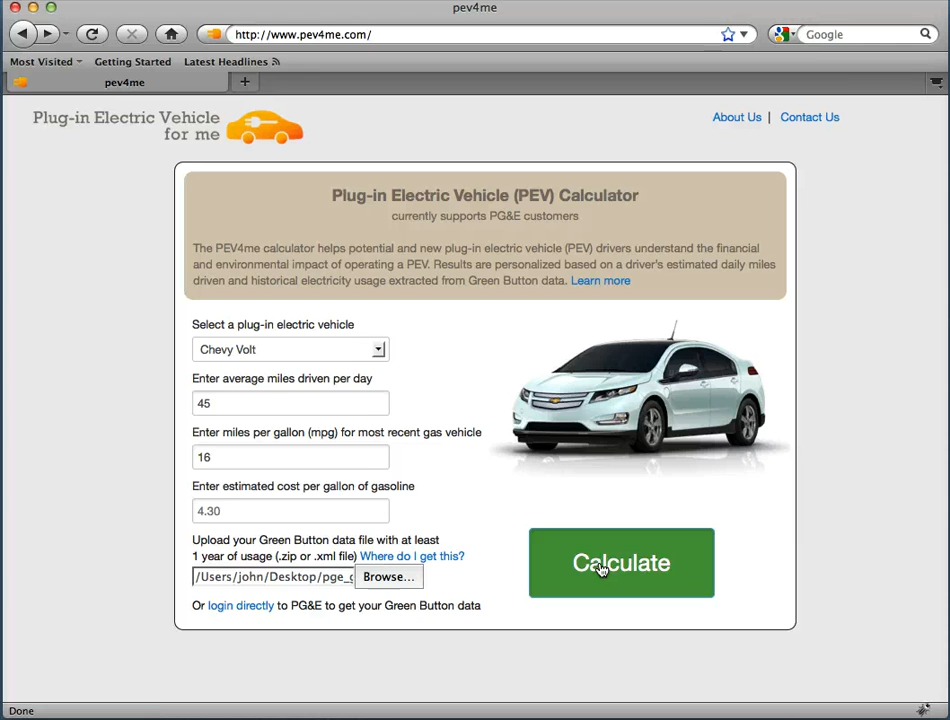 pev4me
http://www.pev4me.com/
Google
Most Visited
Getting Started
Latest Headlines
pev4me
+
Plug-in Electric Vehicle
for me
About Us | Contact Us
Plug-in Electric Vehicle (PEV) Calculator
currently supports PG&E customers
The PEV4me calculator helps potential and new plug-in electric vehicle (PEV) drivers understand the financial
and environmental impact of operating a PEV. Results are personalized based on a driver's estimated daily miles
driven and historical electricity usage extracted from Green Button data. Learn more
Select a plug-in electric vehicle
Chevy Volt
Enter average miles driven per day
45
Enter miles per gallon (mpg) for most recent gas vehicle
16
Enter estimated cost per gallon of gasoline
4.30
Upload your Green Button data file with at least
1 year of usage (.zip or .xml file) Where do I get this?
/Users/john/Desktop/pge_g
Browse...
Or login directly to PG&E to get your Green Button data
Calculate
Done